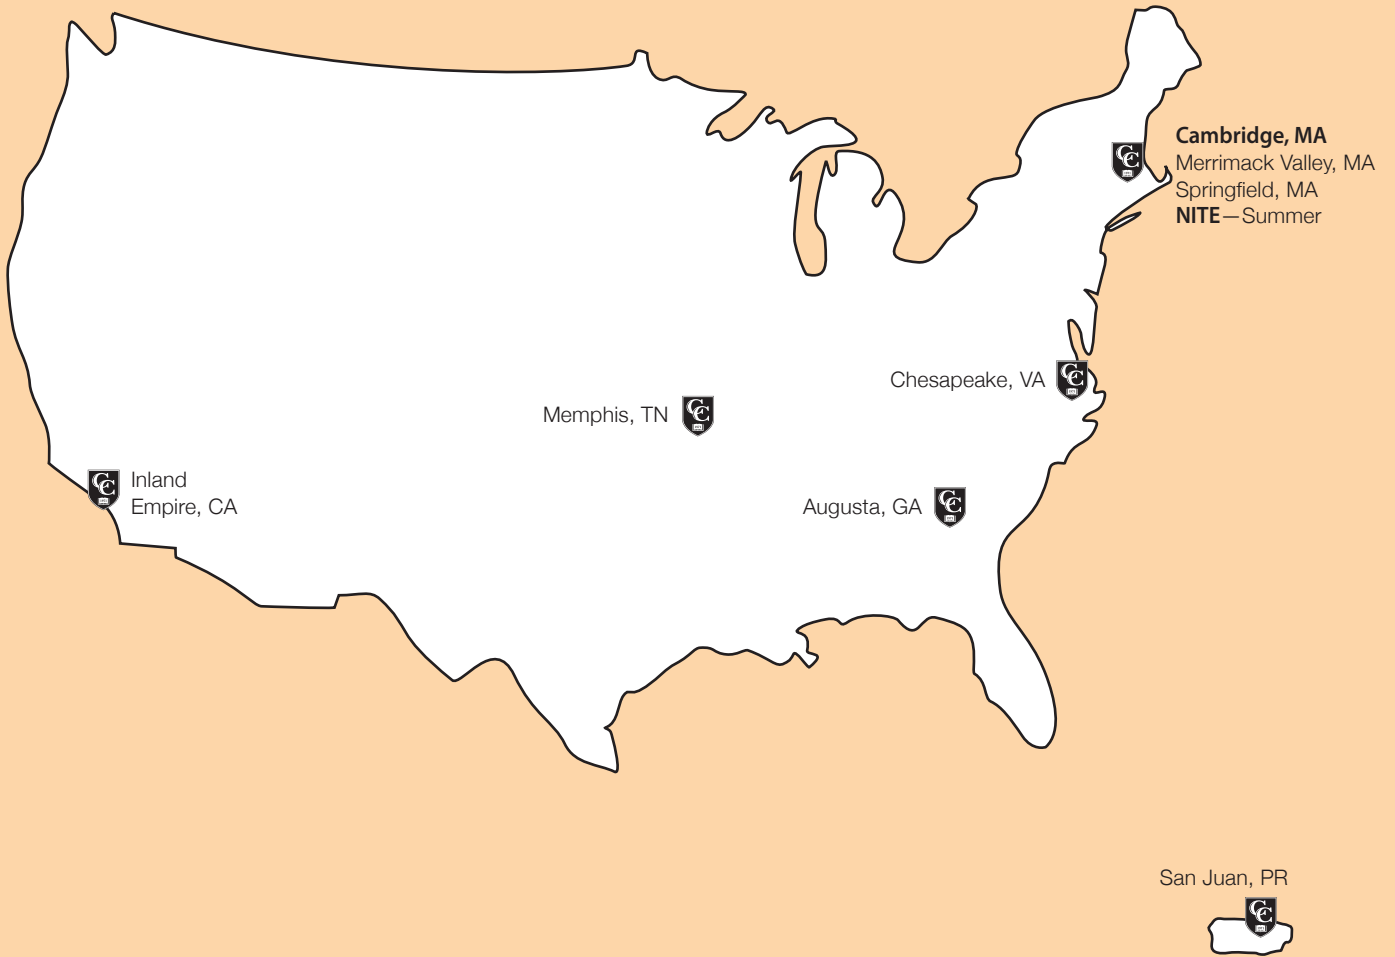 Cambridge, MA
Merrimack Valley, MA
Springfield, MA
NITE—Summer
Chesapeake, VA
Memphis, TN
Inland
Empire, CA
Augusta, GA
San Juan, PR